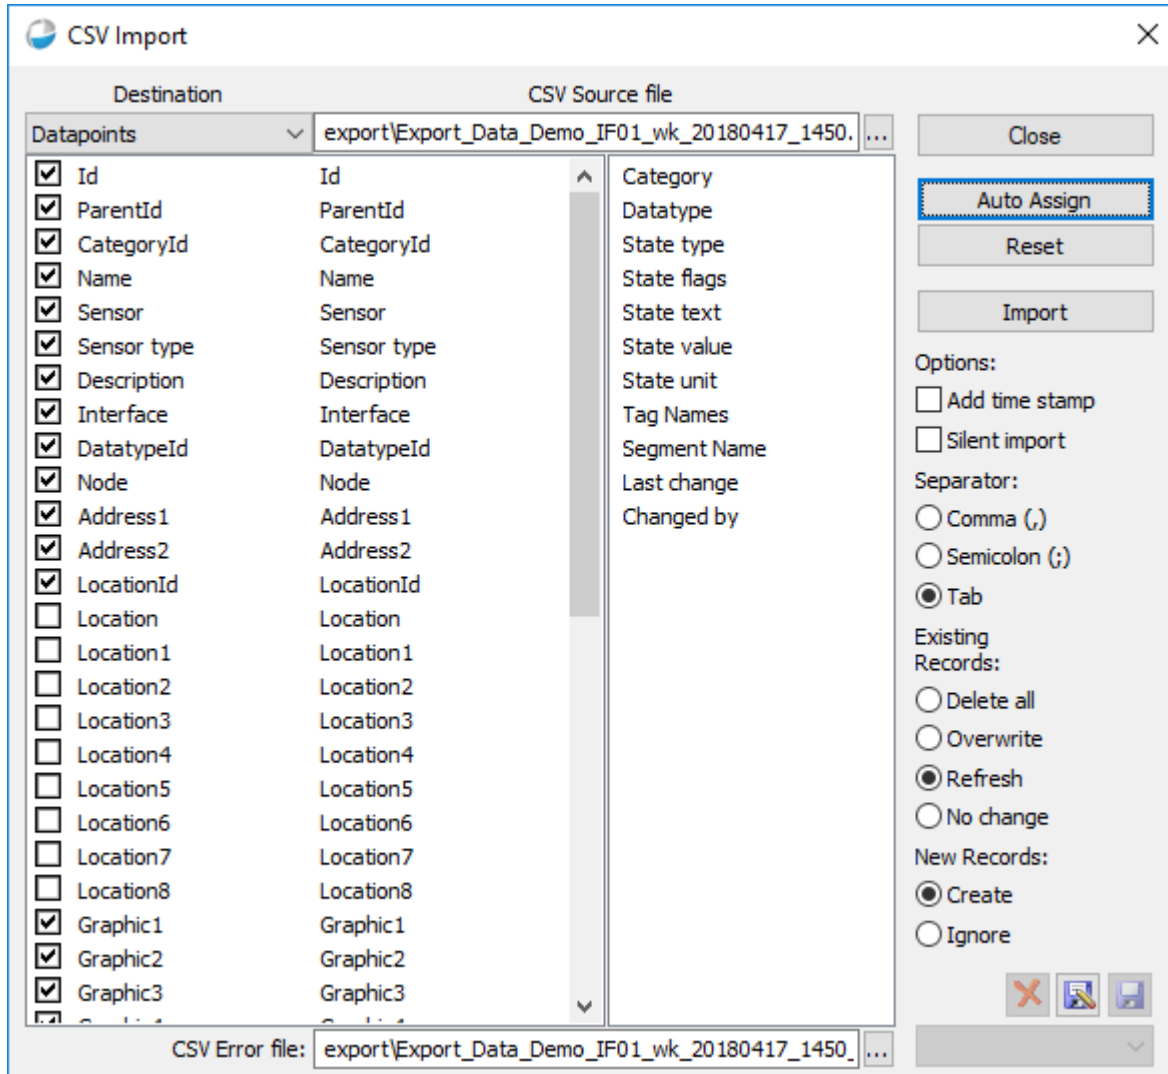 CSV Import
Destination
CSV Source file
Datapoints
export\Export_Data_Demo_IF01_wk_20180417_1450.
...
Id Id
ParentId ParentId
CategoryId CategoryId
Name Name
Sensor Sensor
Sensor type Sensor type
Description Description
Interface Interface
DatatypeId DatatypeId
Node Node
Address1 Address1
Address2 Address2
LocationId LocationId
Location Location
Location1 Location1
Location2 Location2
Location3 Location3
Location4 Location4
Location5 Location5
Location6 Location6
Location7 Location7
Location8 Location8
Graphic1 Graphic1
Graphic2 Graphic2
Graphic3 Graphic3
Category
Datatype
State type
State flags
State text
State value
State unit
Tag Names
Segment Name
Last change
Changed by
Close
Auto Assign
Reset
Import
Options:
Add time stamp
Silent import
Separator:
Comma (,)
Semicolon (;)
Tab
Existing
Records:
Delete all
Overwrite
Refresh
No change
New Records:
Create
Ignore
CSV Error file:
export\Export_Data_Demo_IF01_wk_20180417_1450_
...